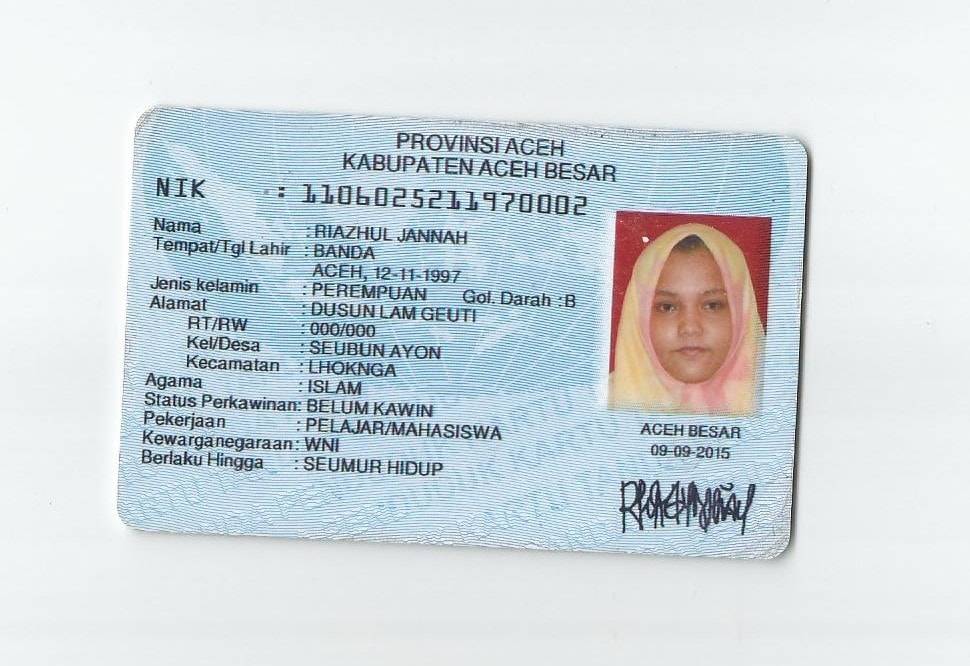 PROVINSI ACEH
KABUPATEN ACEH BESAR
NIK : 1106025211970002
Nama : RIAZHUL JANNAH
Tempat/Tgl Lahir : BANDA
ACEH, 12-11-1997
Jenis kelamin : PEREMPUAN Gol. Darah : B
Alamat : DUSUN LAM GEUTI
RT/RW : 000/000
Kel/Desa : SEUBUN AYON
Kecamatan : LHOKNGA
Agama : ISLAM
Status Perkawinan: BELUM KAWIN
Pekerjaan : PELAJAR/MAHASISWA
Kewarganegaraan: WNI
Berlaku Hingga : SEUMUR HIDUP
ACEH BESAR
09-09-2015